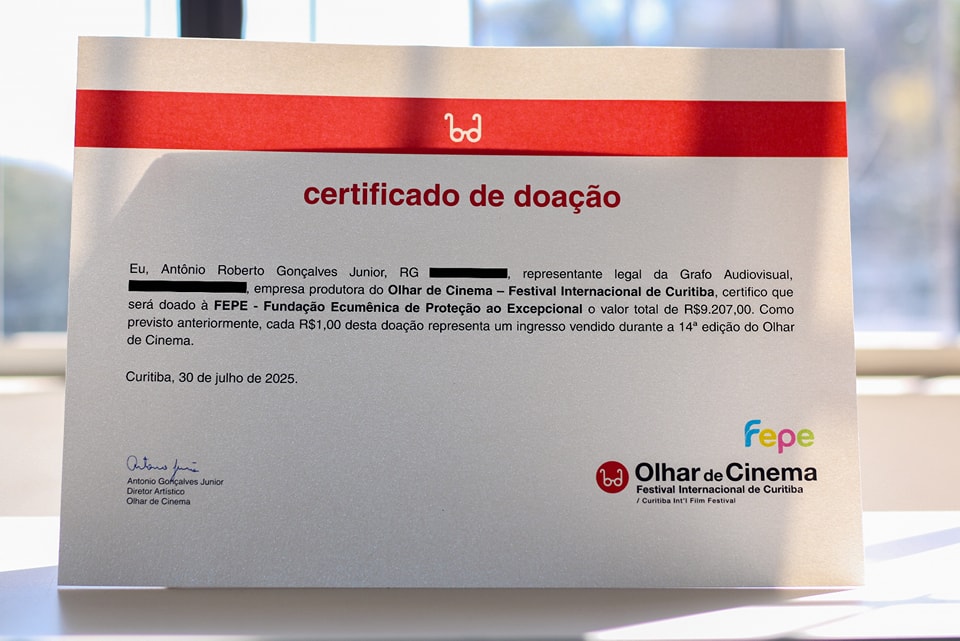 certificado de doação
Eu, Antônio Roberto Gonçalves Junior, RG , representante legal da Grafo Audiovisual,
, empresa produtora do Olhar de Cinema – Festival Internacional de Curitiba, certifico que
será doado à FEPE - Fundação Ecumênica de Proteção ao Excepcional o valor total de R$9.207,00. Como
previsto anteriormente, cada R$1,00 desta doação representa um ingresso vendido durante a 14ª edição do Olhar
de Cinema.
Curitiba, 30 de julho de 2025.
Antonio Junior
Antonio Gonçalves Junior
Diretor Artístico
Olhar de Cinema
fepe
Olhar de Cinema
Festival Internacional de Curitiba
/ Curitiba Int'l Film Festival